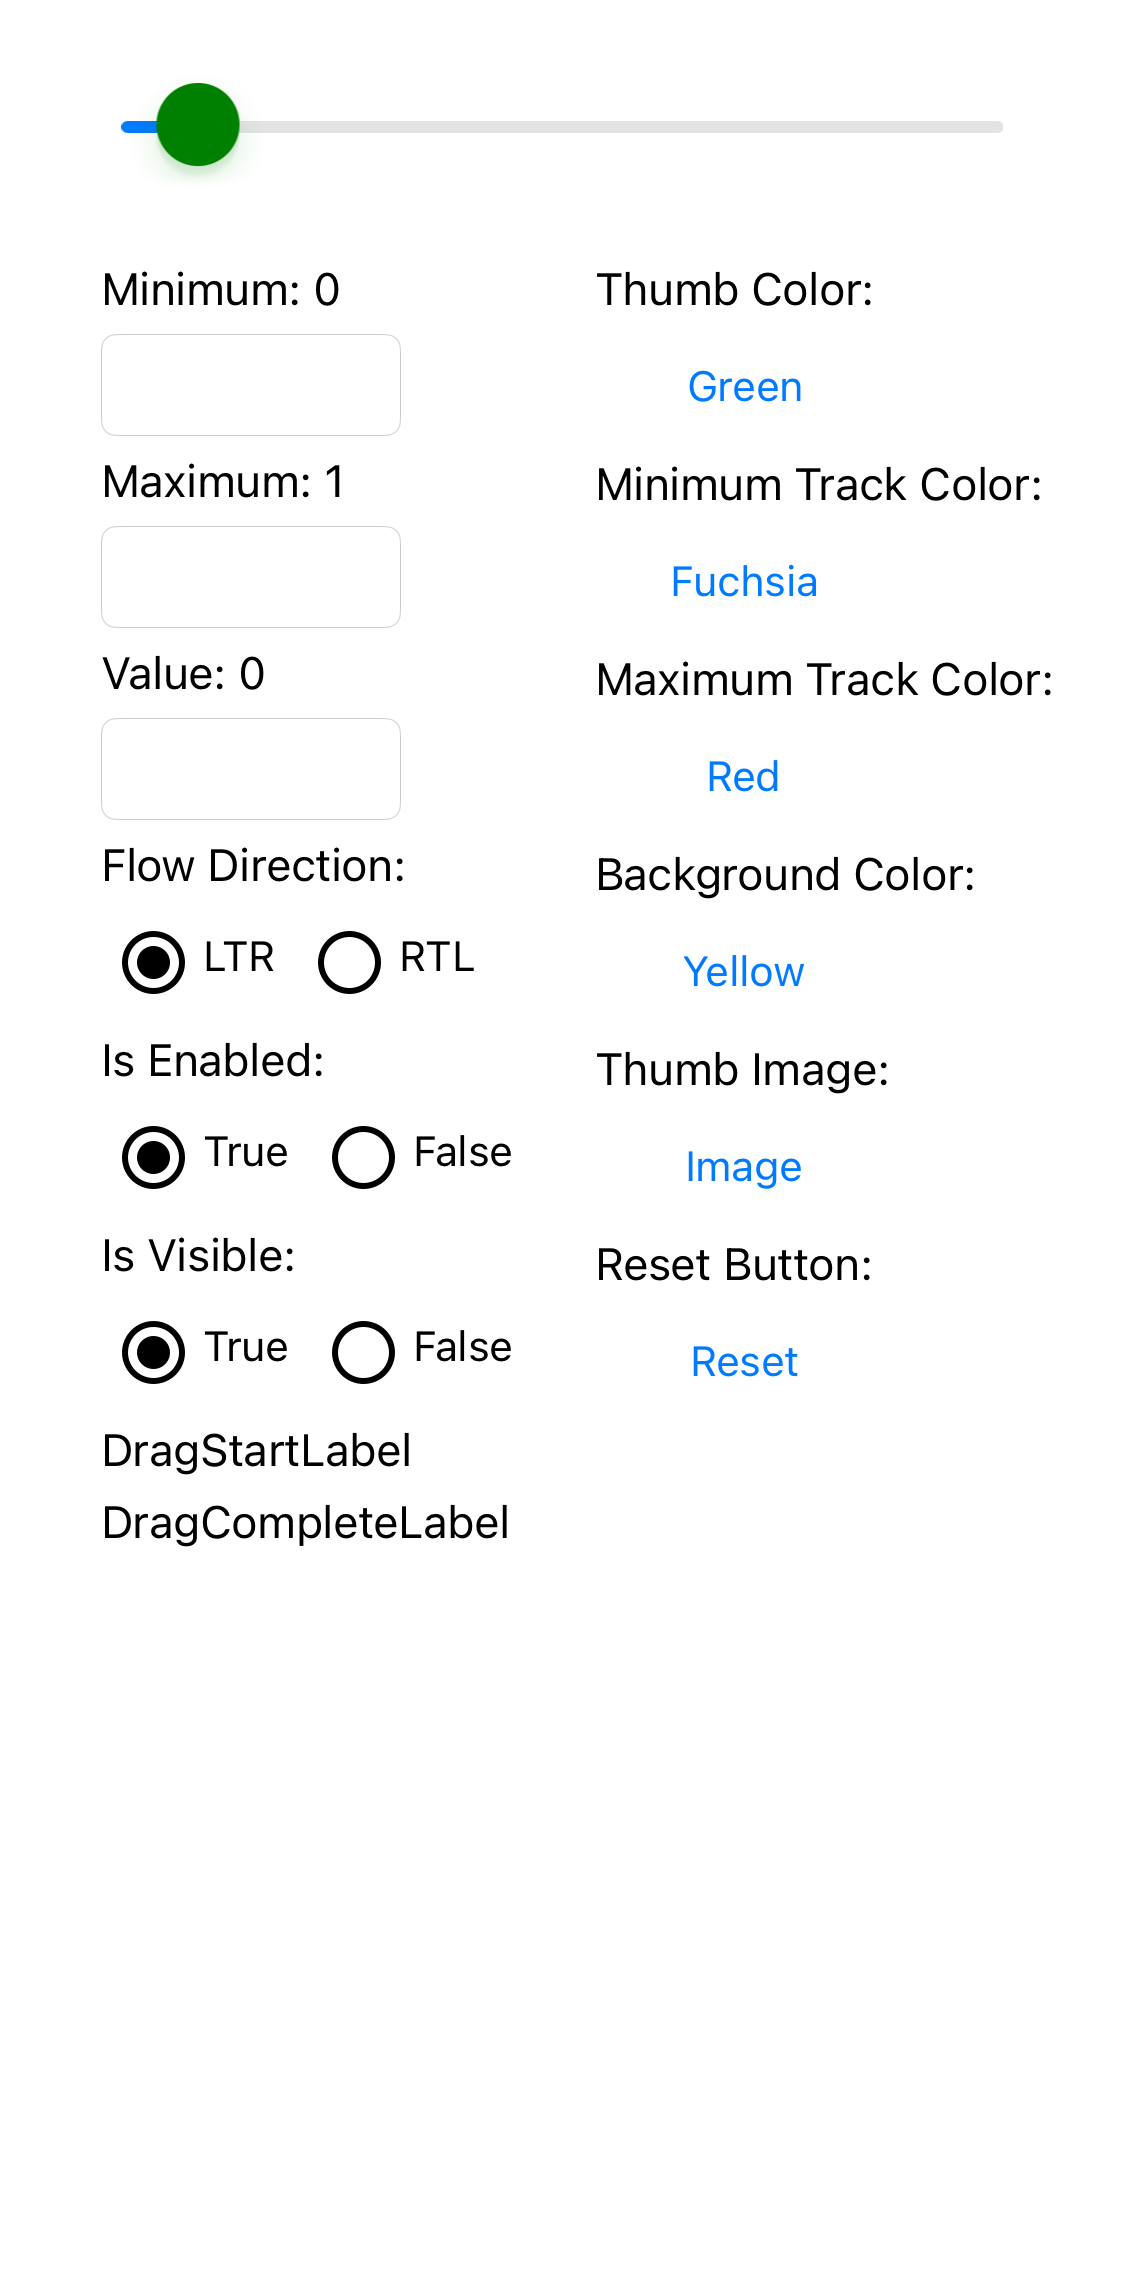 Minimum: 0
Maximum: 1
Value: 0
Flow Direction:
LTR RTL
Is Enabled:
True False
Is Visible:
True False
DragStartLabel
DragCompleteLabel
Thumb Color:
Green
Minimum Track Color:
Fuchsia
Maximum Track Color:
Red
Background Color:
Yellow
Thumb Image:
Image
Reset Button:
Reset